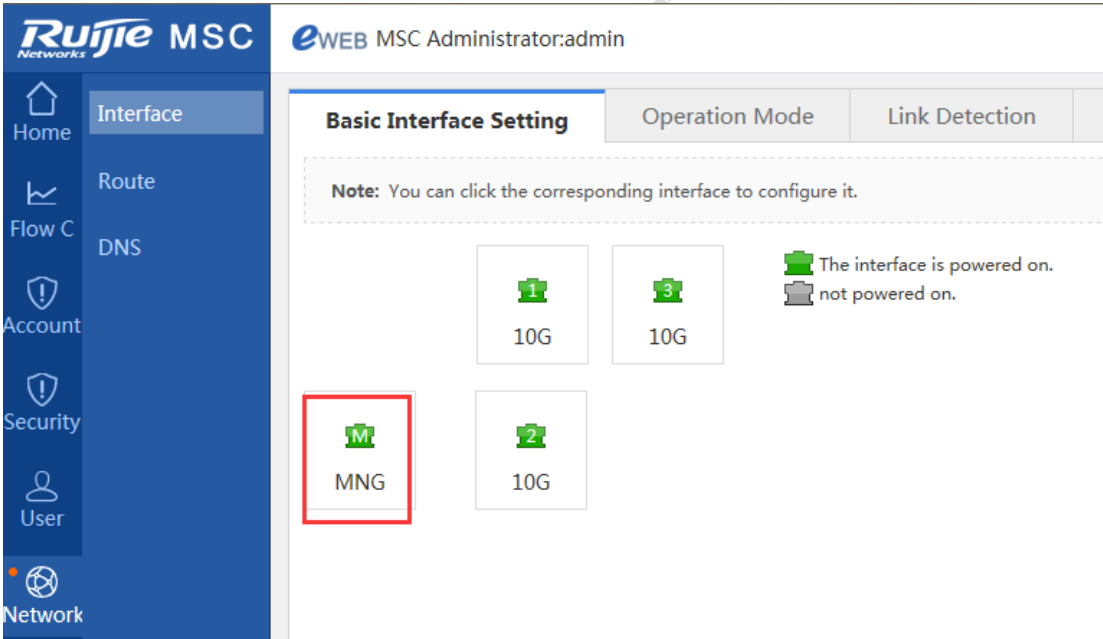 Ruijie Networks MSC
eWEB MSC Administrator:admin
Home
Flow C
Account
Security
User
Network
Interface
Route
DNS
Basic Interface Setting
Operation Mode
Link Detection
Note: You can click the corresponding interface to configure it.
1
10G
3
10G
The interface is powered on.
not powered on.
M
MNG
2
10G